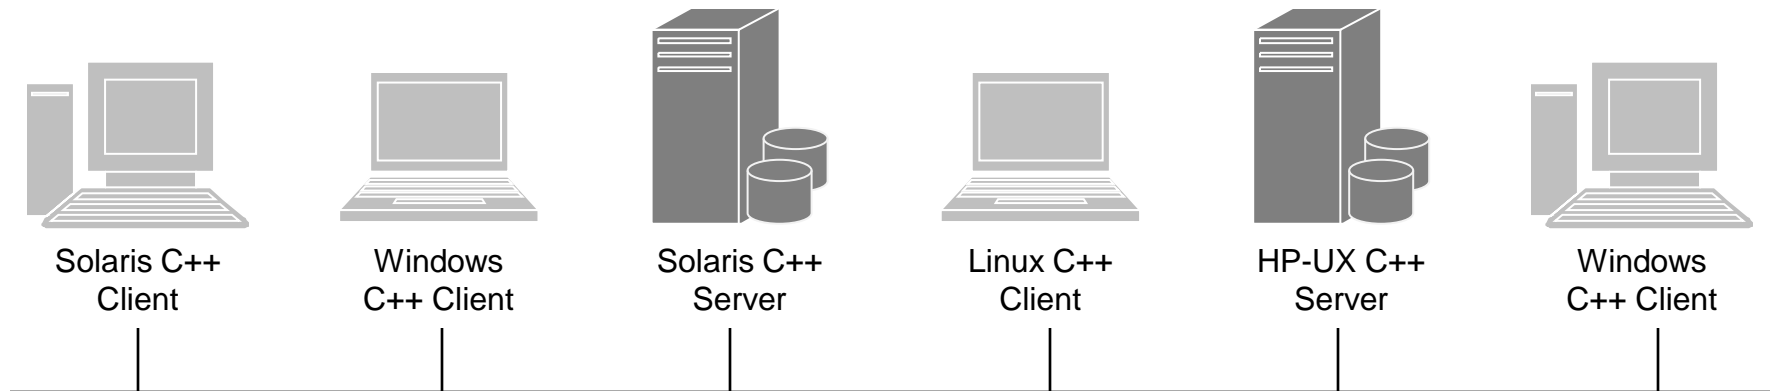 Solaris C++
Client
Windows
C++ Client
Solaris C++
Server
Linux C++
Client
HP-UX C++
Server
Windows
C++ Client